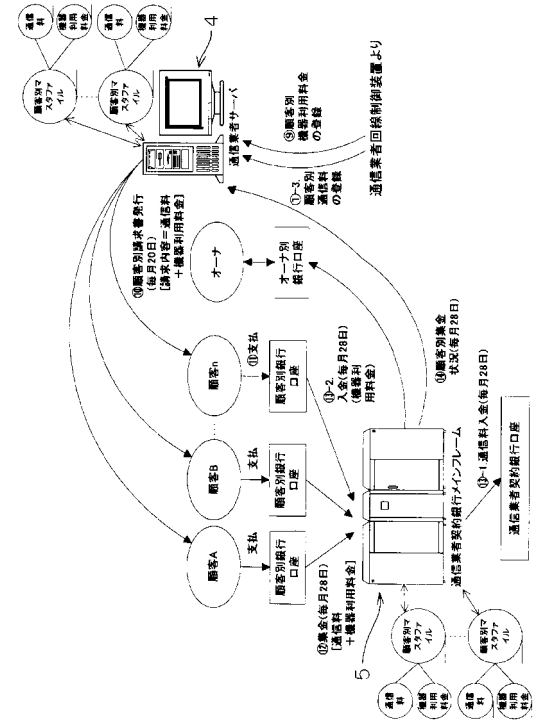 通信
料
機器
利用
料金
通信
料
機器
利用
料金
顧客別マ
スタファ
イル
顧客別マ
スタファ
イル
4
通信業者サーバ
⑨顧客別
機器利用料金
の登録
⑦-3.
顧客別
通信料
の登録
通信業者回線制御装置より
⑩顧客別請求書発行
(毎月20日)
[請求内容=通信料
+機器利用料金]
オーナ
オーナ別
銀行口座
顧客n
⑪支払
顧客別銀行
口座
顧客B
支払
顧客別銀行
口座
顧客A
支払
顧客別銀行
口座
⑬-2.
入金(毎月28日)
(機器利
用料金)
⑭顧客別集金
状況(毎月28日)
⑫集金(毎月28日)
[通信料
+機器利用料金]
5
通信業者契約銀行メインフレーム
⑬-1.通信料入金(毎月28日)
通信業者契約銀行口座
顧客別マ
スタファ
イル
顧客別マ
スタファ
イル
通信
料
機器
利用
料金
通信
料
機器
利用
料金